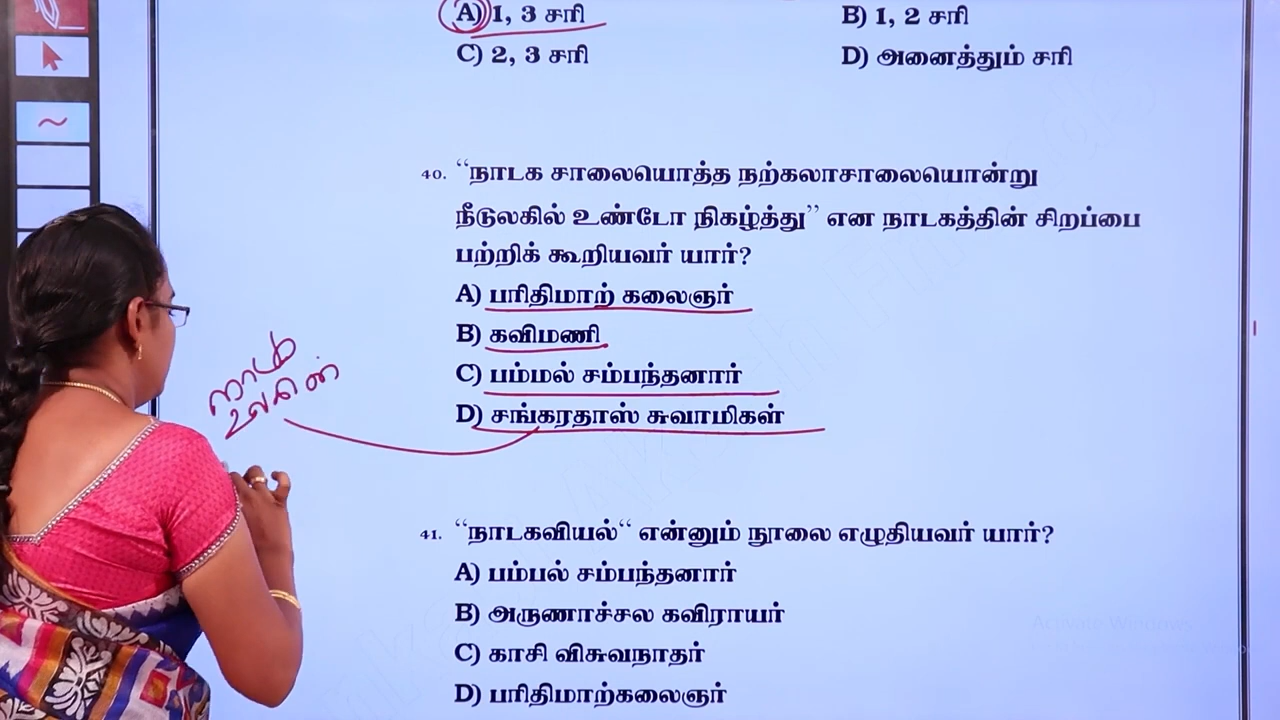 A) 1, 3 சரி
B) 1, 2 சரி
C) 2, 3 சரி
D) அனைத்தும் சரி
40. “நாடக சாலையொத்த நற்கலாசாலையொன்று
நீடுலகில் உண்டோ நிகழ்த்து” என நாடகத்தின் சிறப்பை
பற்றிக் கூறியவர் யார்?
A) பரிதிமாற் கலைஞர்
B) கவிமணி
C) பம்மல் சம்பந்தனார்
D) சங்கரதாஸ் சுவாமிகள்
41. “நாடகவியல்“ என்னும் நூலை எழுதியவர் யார்?
A) பம்பல் சம்பந்தனார்
B) அருணாச்சல கவிராயர்
C) காசி விசுவநாதர்
D) பரிதிமாற்கலைஞர்
Activate Windows